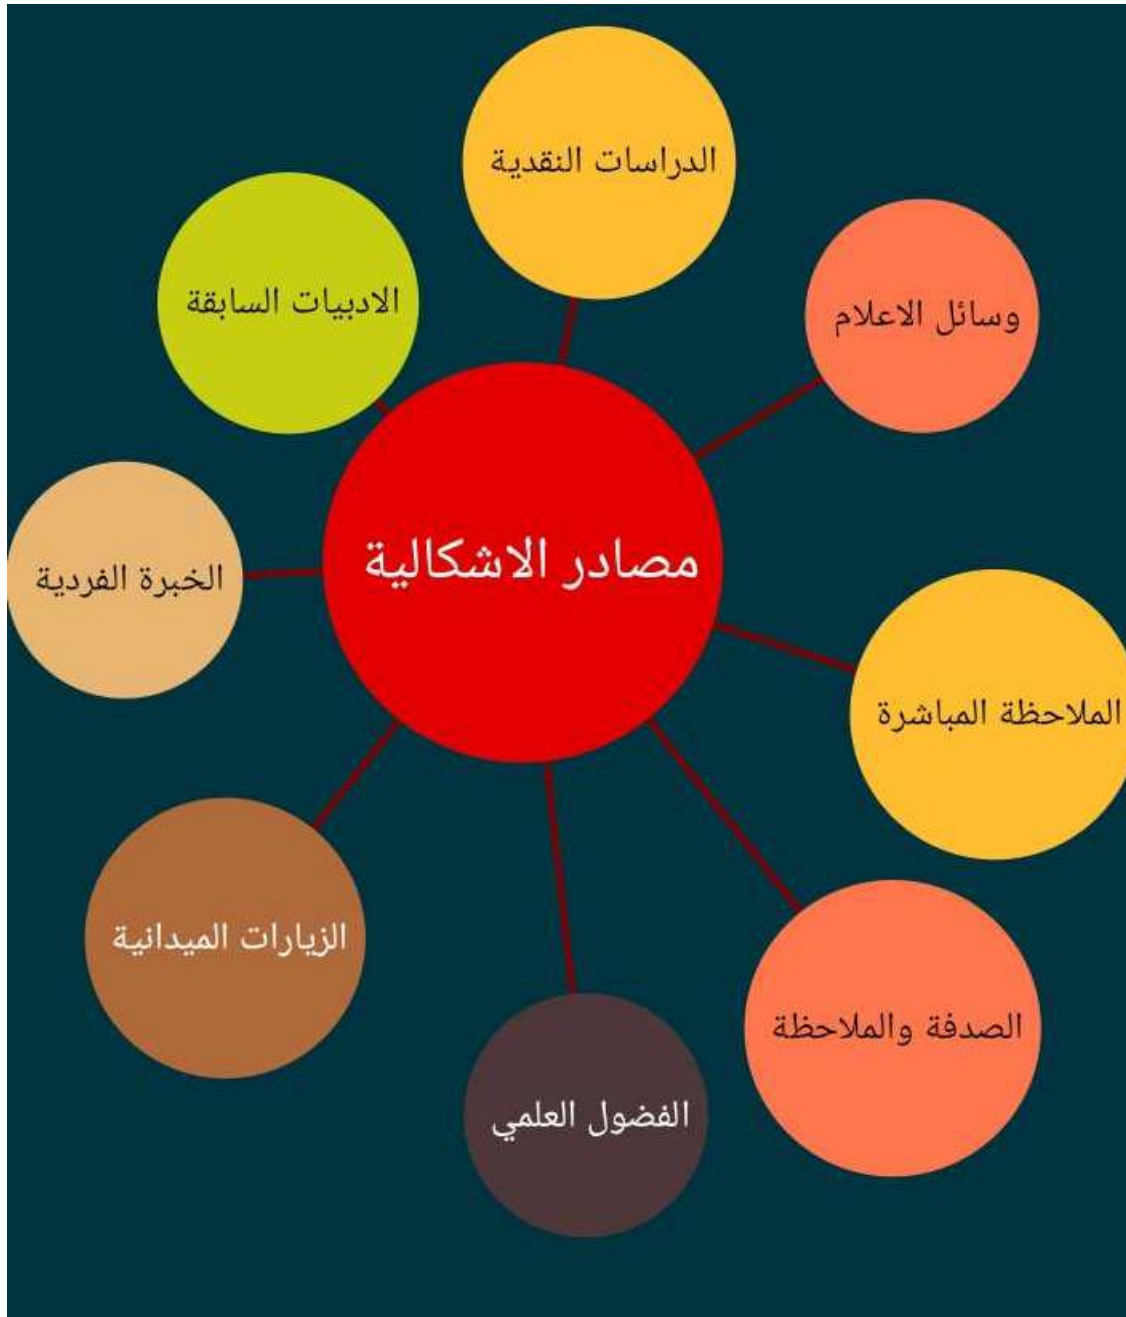 الدراسات النقدية
الادبيات السابقة
وسائل الاعلام
مصادر الاشكالية
الخبرة الفردية
الملاحظة المباشرة
الزيارات الميدانية
الصدفة والملاحظة
الفضول العلمي